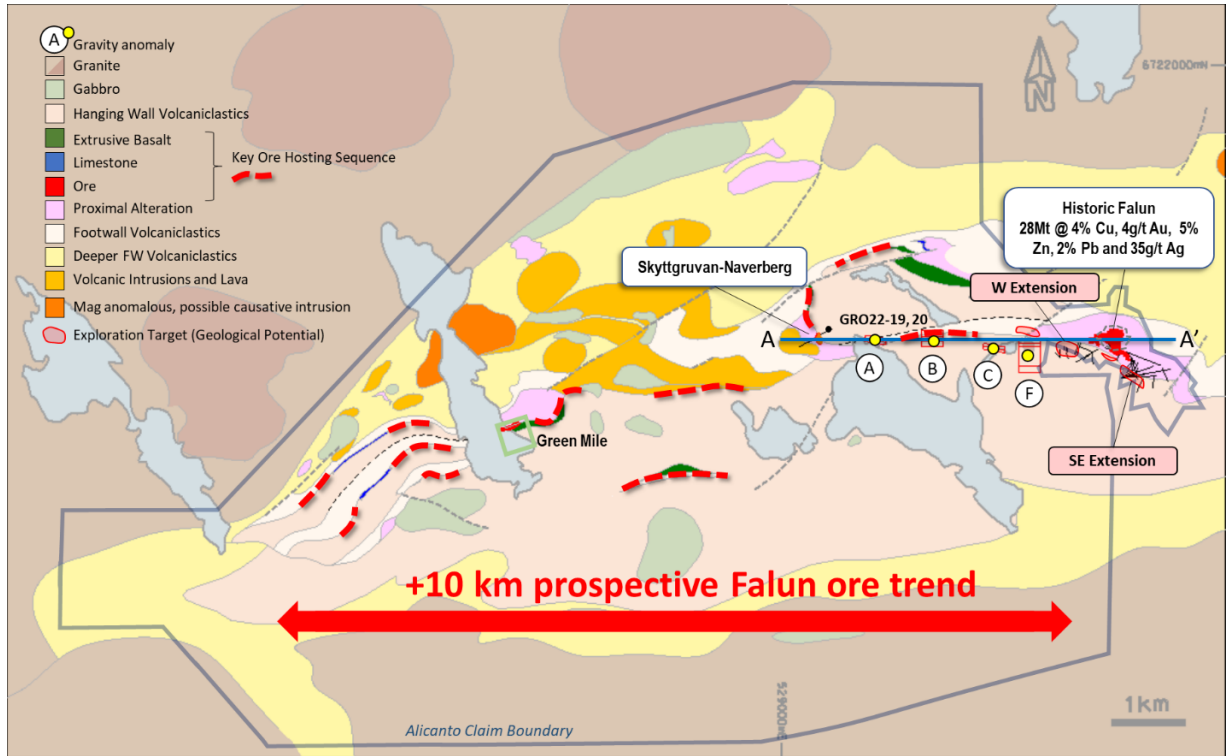 A
Gravity anomaly
Granite
Gabbro
Hanging Wall Volcaniclastics
Extrusive Basalt
Limestone
Ore
Key Ore Hosting Sequence
Proximal Alteration
Footwall Volcaniclastics
Deeper FW Volcaniclastics
Volcanic Intrusions and Lava
Mag anomalous, possible causative intrusion
Exploration Target (Geological Potential)
N
6722000mN
Historic Falun
28Mt @ 4% Cu, 4g/t Au, 5%
Zn, 2% Pb and 35g/t Ag
Skyttgruvan-Naverberg
W Extension
GRO22-19, 20
A
A'
A
B
C
F
Green Mile
SE Extension
+10 km prospective Falun ore trend
529000mE
1km
Alicanto Claim Boundary